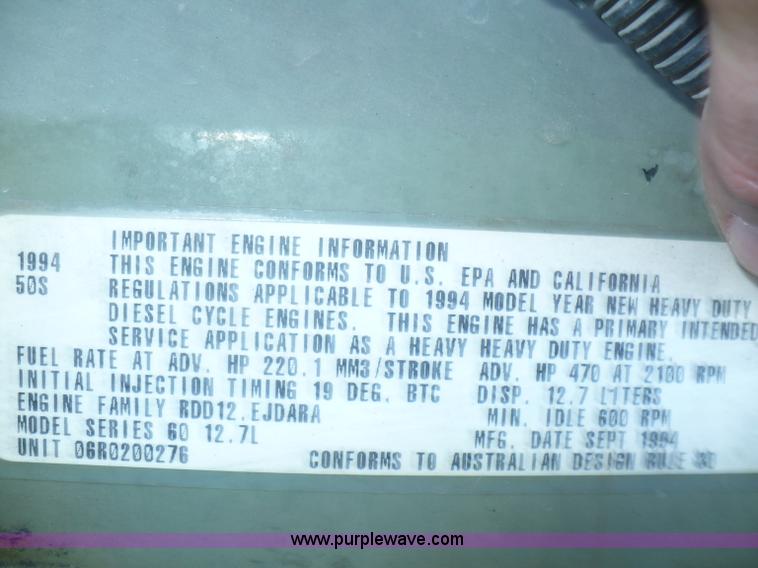 IMPORTANT ENGINE INFORMATION
1994 THIS ENGINE CONFORMS TO U.S. EPA AND CALIFORNIA
50S REGULATIONS APPLICABLE TO 1994 MODEL YEAR NEW HEAVY DUTY
DIESEL CYCLE ENGINES. THIS ENGINE HAS A PRIMARY INTENDED
SERVICE APPLICATION AS A HEAVY HEAVY DUTY ENGINE.
FUEL RATE AT ADV. HP 220.1 MM3/STROKE ADV. HP 470 AT 2100 RPM
INITIAL INJECTION TIMING 19 DEG. BTC DISP. 12.7 LITERS
ENGINE FAMILY RDD12.EJDARA MIN. IDLE 600 RPM
MODEL SERIES 60 12.7L MFG. DATE SEPT 1994
UNIT 06R0200276 CONFORMS TO AUSTRALIAN DESIGN RULE
www.purplewave.com